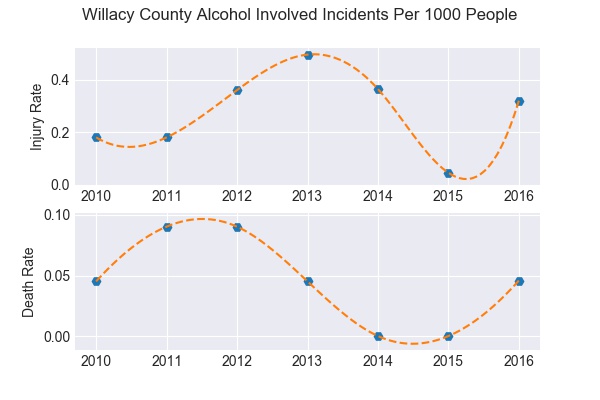 Willacy County Alcohol Involved Incidents Per 1000 People
Injury Rate
0.4
0.2
0.0
2010 2011 2012 2013 2014 2015 2016
Death Rate
0.10
0.05
0.00
2010 2011 2012 2013 2014 2015 2016